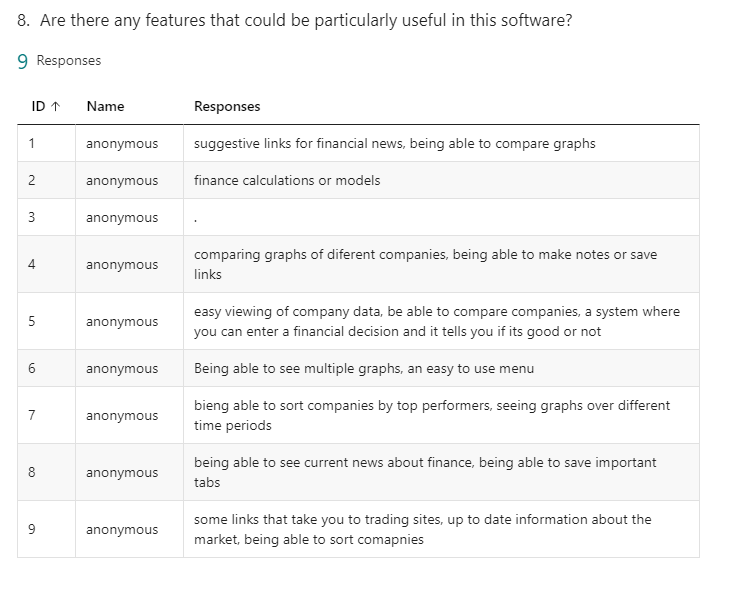 8. Are there any features that could be particularly useful in this software?
9 Responses
ID ↑ Name Responses
1 anonymous suggestive links for financial news, being able to compare graphs
2 anonymous finance calculations or models
3 anonymous .
4 anonymous comparing graphs of diferent companies, being able to make notes or save
links
5 anonymous easy viewing of company data, be able to compare companies, a system where
you can enter a financial decision and it tells you if its good or not
6 anonymous Being able to see multiple graphs, an easy to use menu
7 anonymous bieng able to sort companies by top performers, seeing graphs over different
time periods
8 anonymous being able to see current news about finance, being able to save important
tabs
9 anonymous some links that take you to trading sites, up to date information about the
market, being able to sort comapnies